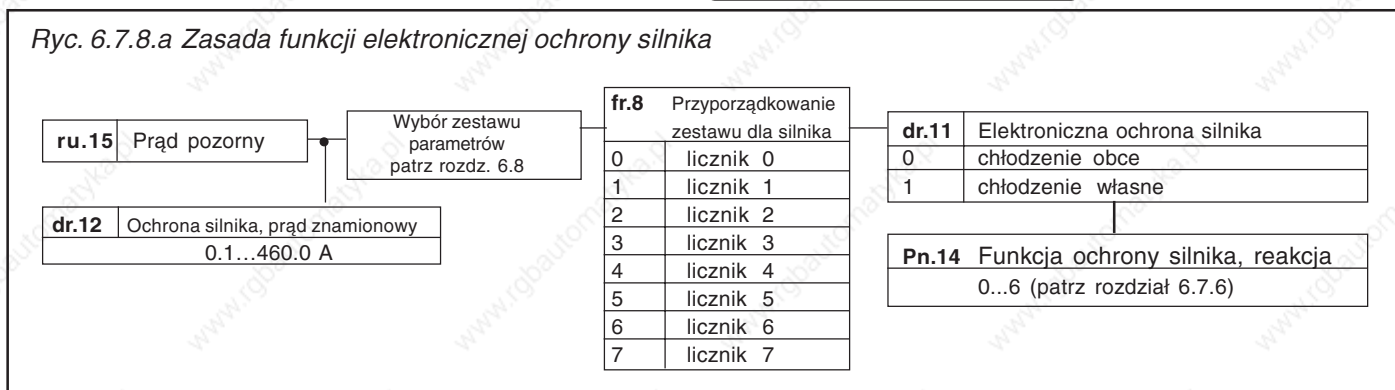 Ryc. 6.7.8.a Zasada funkcji elektronicznej ochrony silnika
ru.15 Prąd pozorny
Wybór zestawu
parametrów
patrz rozdz. 6.8
dr.12 Ochrona silnika, prąd znamionowy
0.1...460.0 A
fr.8 Przyporządkowanie
zestawu dla silnika
0 licznik 0
1 licznik 1
2 licznik 2
3 licznik 3
4 licznik 4
5 licznik 5
6 licznik 6
7 licznik 7
dr.11 Elektroniczna ochrona silnika
0 chłodzenie obce
1 chłodzenie własne
Pn.14 Funkcja ochrony silnika, reakcja
0...6 (patrz rozdział 6.7.6)
www.rgbautomatyka.pl